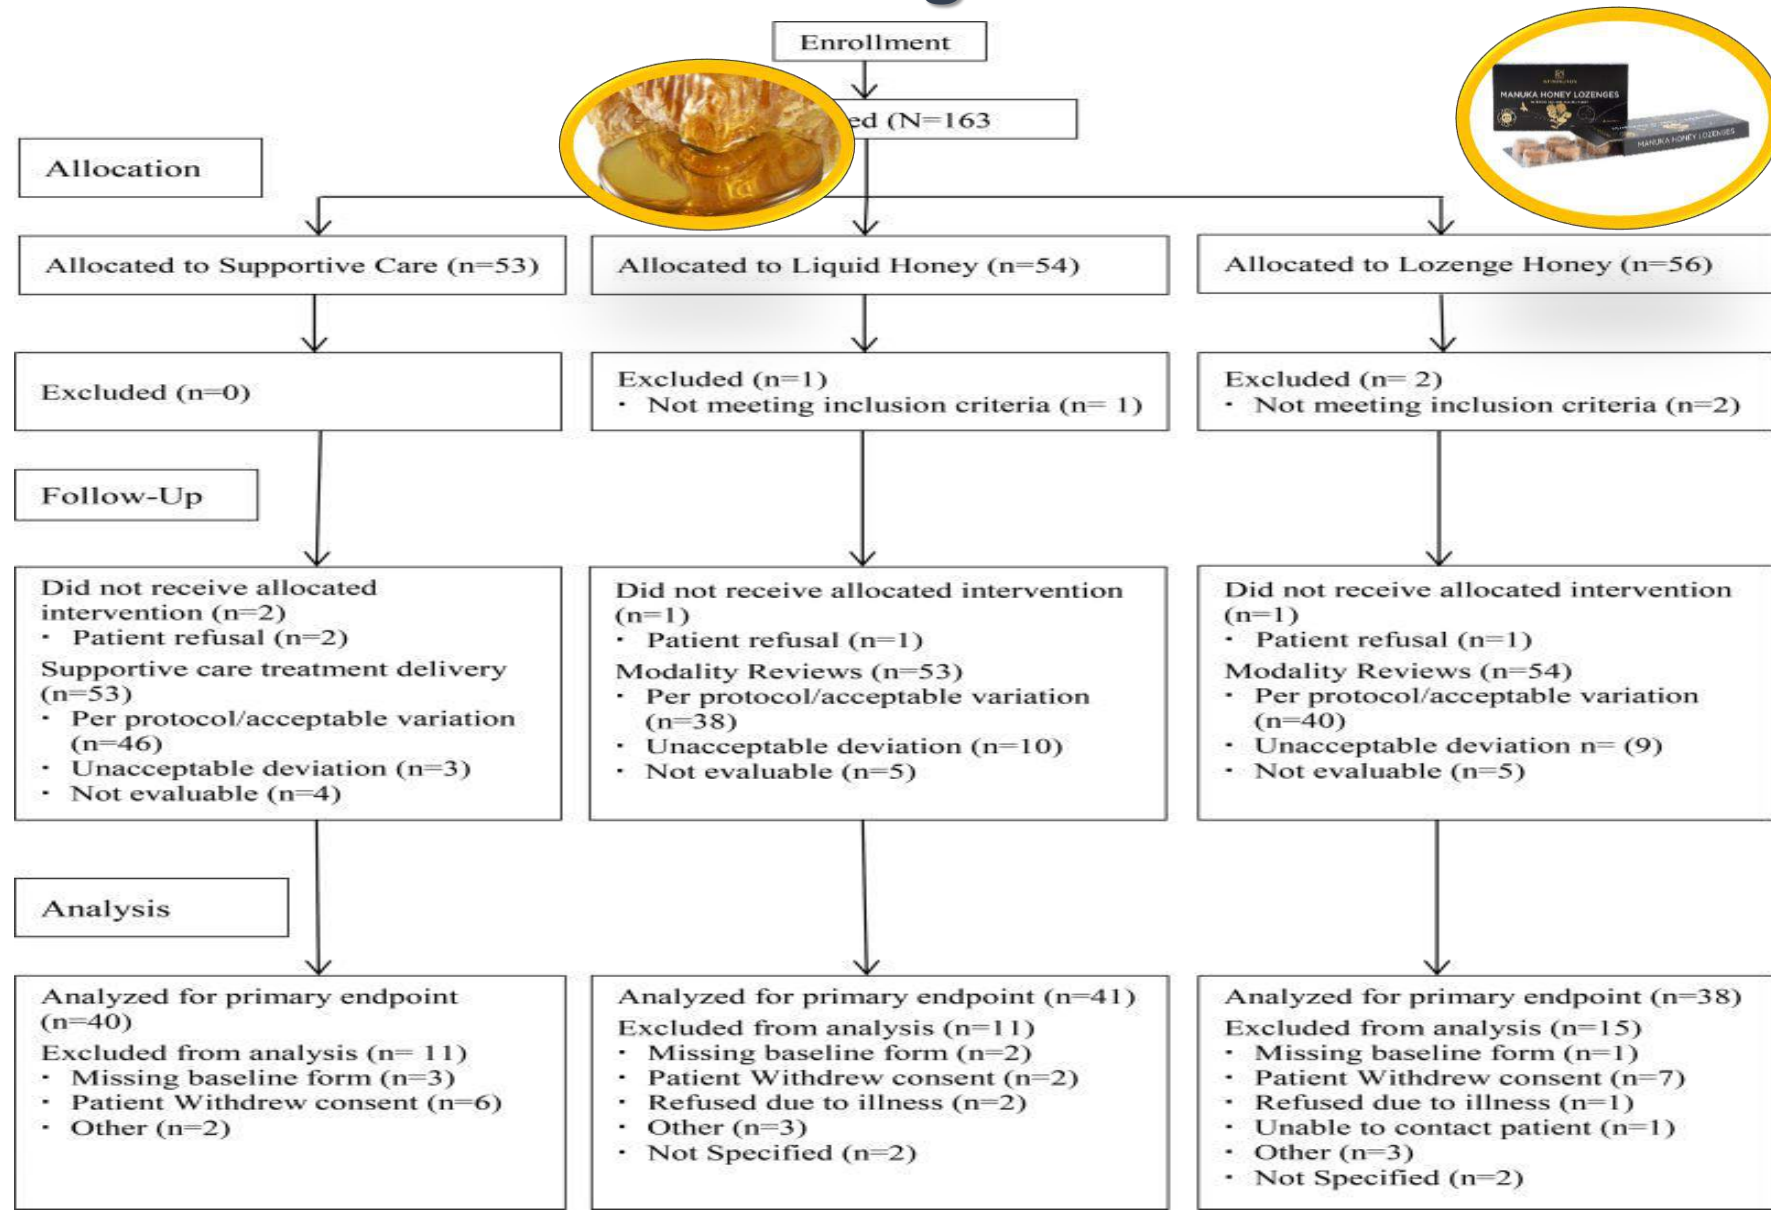 Enrollment
ed (N=163
MANUKA HONEY LOZENGES
MANUKA HONEY LOZENGES
Allocation
Allocated to Supportive Care (n=53)
Allocated to Liquid Honey (n=54)
Allocated to Lozenge Honey (n=56)
Excluded (n=0)
Excluded (n=1)
· Not meeting inclusion criteria (n= 1)
Excluded (n= 2)
· Not meeting inclusion criteria (n=2)
Follow-Up
Did not receive allocated
intervention (n=2)
· Patient refusal (n=2)
Supportive care treatment delivery
(n=53)
· Per protocol/acceptable variation
(n=46)
· Unacceptable deviation (n=3)
· Not evaluable (n=4)
Did not receive allocated intervention
(n=1)
· Patient refusal (n=1)
Modality Reviews (n=53)
· Per protocol/acceptable variation
(n=38)
· Unacceptable deviation (n=10)
· Not evaluable (n=5)
Did not receive allocated intervention
(n=1)
· Patient refusal (n=1)
Modality Reviews (n=54)
· Per protocol/acceptable variation
(n=40)
· Unacceptable deviation n= (9)
· Not evaluable (n=5)
Analysis
Analyzed for primary endpoint
(n=40)
Excluded from analysis (n= 11)
· Missing baseline form (n=3)
· Patient Withdrew consent (n=6)
· Other (n=2)
Analyzed for primary endpoint (n=41)
Excluded from analysis (n=11)
· Missing baseline form (n=2)
· Patient Withdrew consent (n=2)
· Refused due to illness (n=2)
· Other (n=3)
· Not Specified (n=2)
Analyzed for primary endpoint (n=38)
Excluded from analysis (n=15)
· Missing baseline form (n=1)
· Patient Withdrew consent (n=7)
· Refused due to illness (n=1)
· Unable to contact patient (n=1)
· Other (n=3)
· Not Specified (n=2)